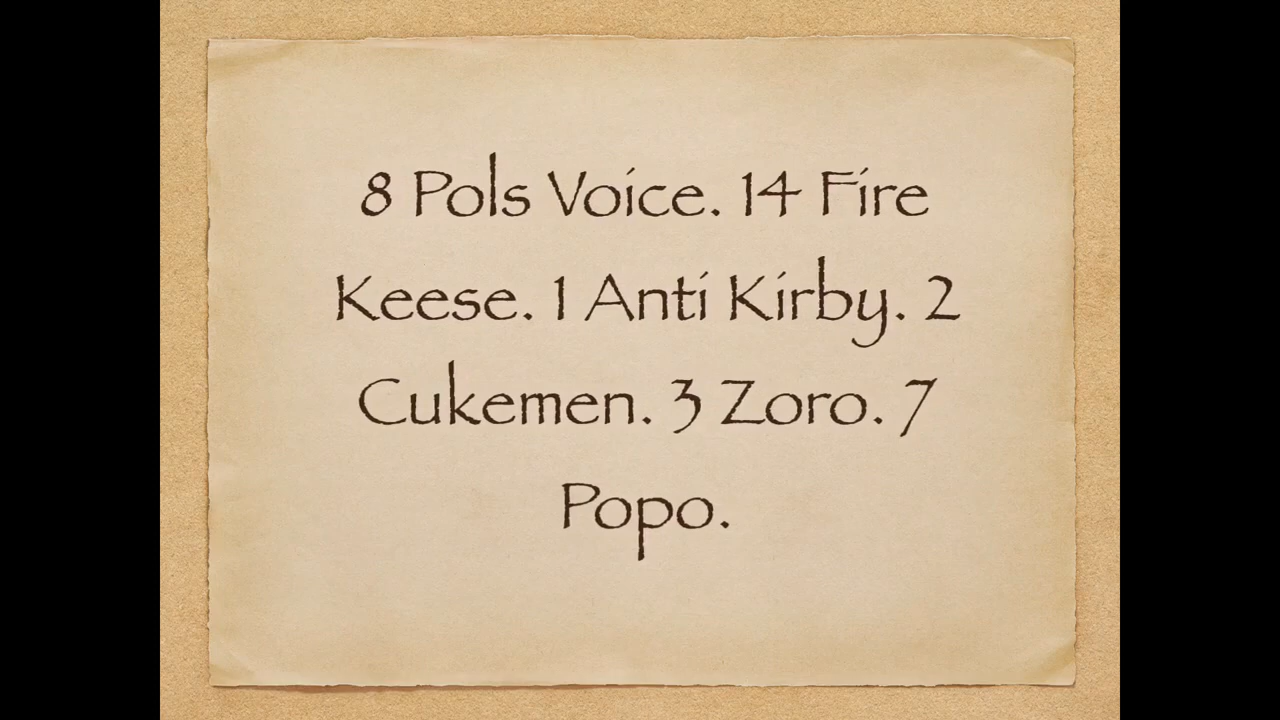 8 Pols Voice. 14 Fire
Keese. 1 Anti Kirby. 2
Cukemen. 3 Zoro. 7
Popo.